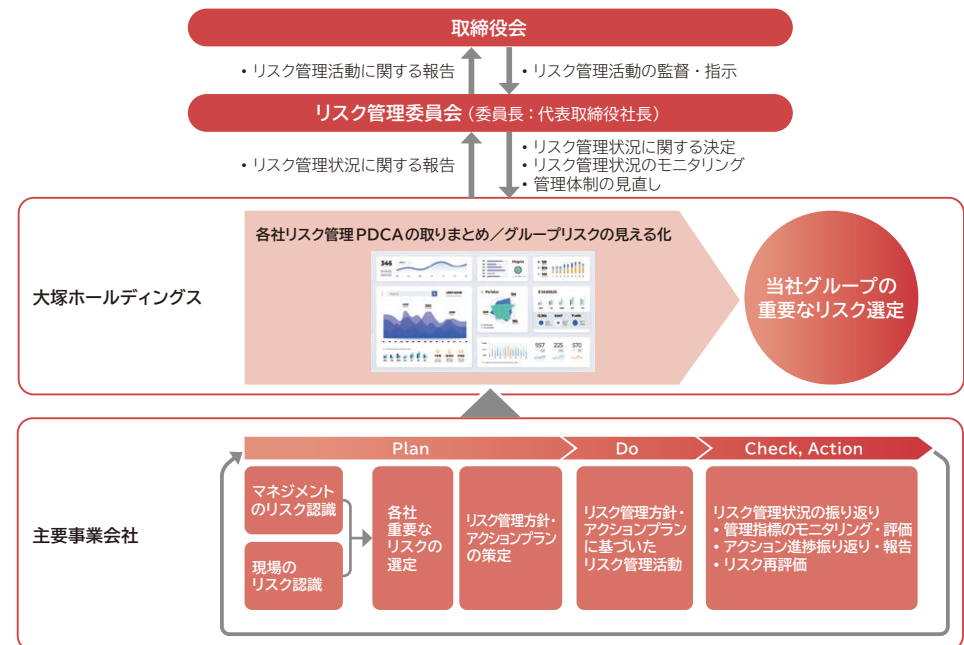 取締役会
・リスク管理活動に関する報告
・リスク管理活動の監督・指示
リスク管理委員会（委員長：代表取締役社長）
・リスク管理状況に関する報告
・リスク管理状況に関する決定
・リスク管理状況のモニタリング
・管理体制の見直し
大塚ホールディングス
各社リスク管理PDCAの取りまとめ／グループリスクの見える化
346
957
225
570
当社グループの
重要なリスク選定
主要事業会社
Plan
Do
Check, Action
マネジメント
のリスク認識
現場の
リスク認識
各社
重要な
リスクの
選定
リスク管理方針・
アクションプラン
の策定
リスク管理方針・
アクションプラン
に基づいた
リスク管理活動
リスク管理状況の振り返り
・管理指標のモニタリング・評価
・アクション進捗振り返り・報告
・リスク再評価